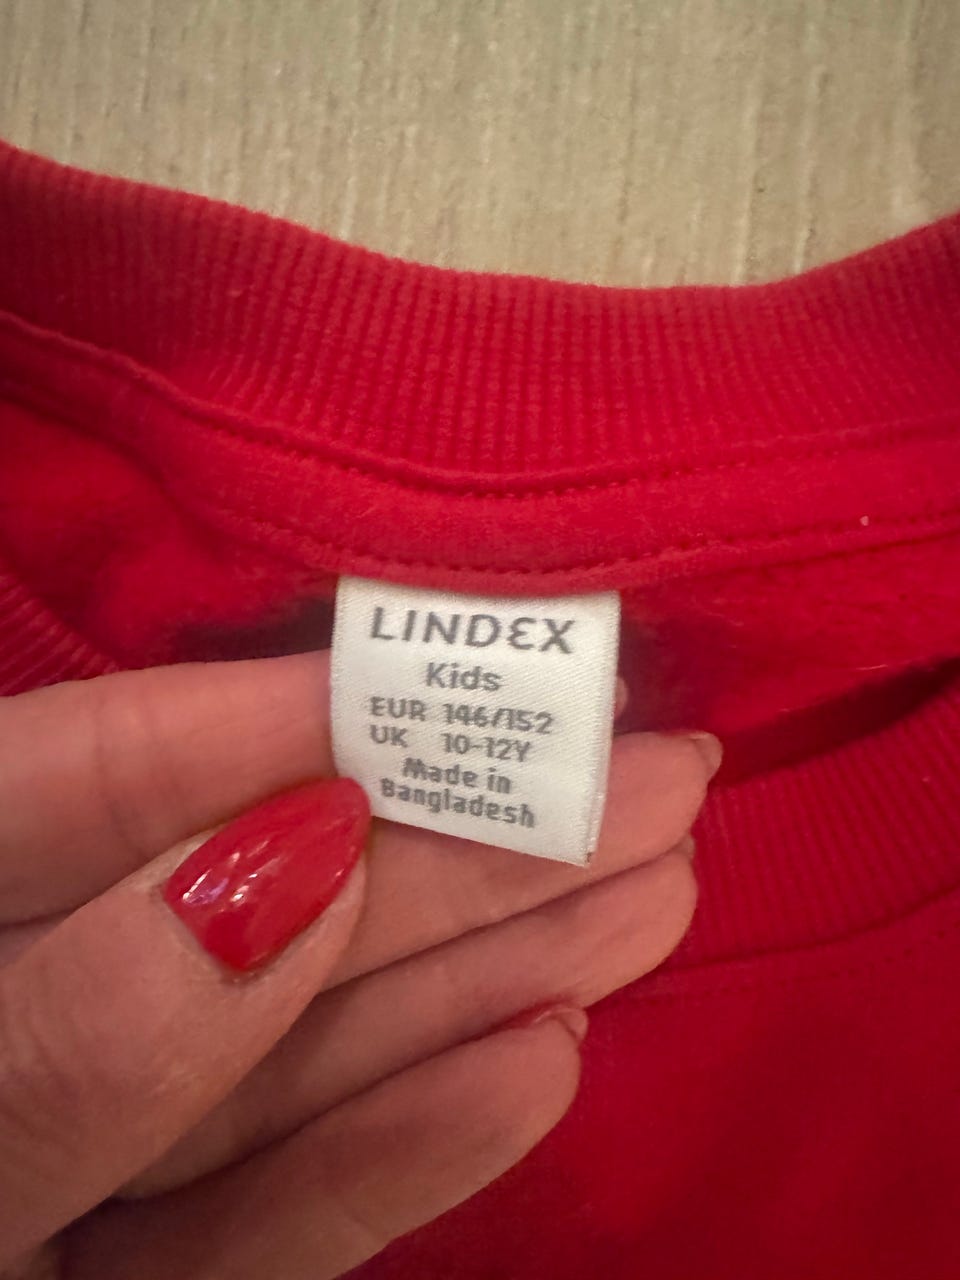 LINDEX
Kids
EUR 146/152
UK 10-12Y
Made in
Bangladesh